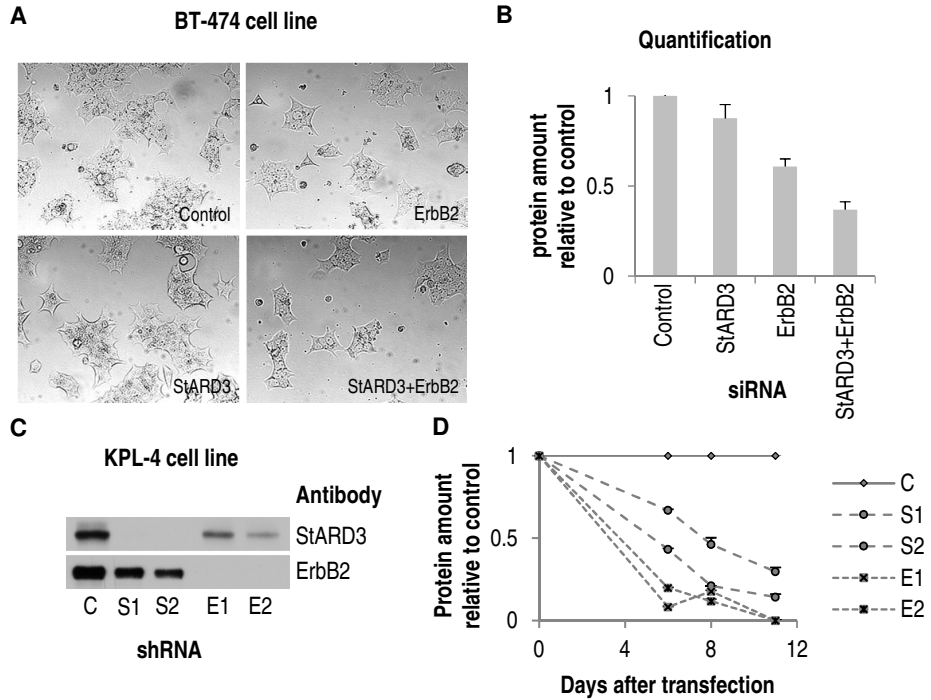 A
BT-474 cell line
Control
ErbB2
StARD3
StARD3+ErbB2
B
Quantification
protein amount
relative to control
1
0.5
0
Control
StARD3
ErbB2
StARD3+ErbB2
siRNA
C
KPL-4 cell line
Antibody
StARD3
ErbB2
C S1 S2 E1 E2
shRNA
D
Protein amount
relative to control
1
0.5
0
0 4 8 12
Days after transfection
C
S1
S2
E1
E2